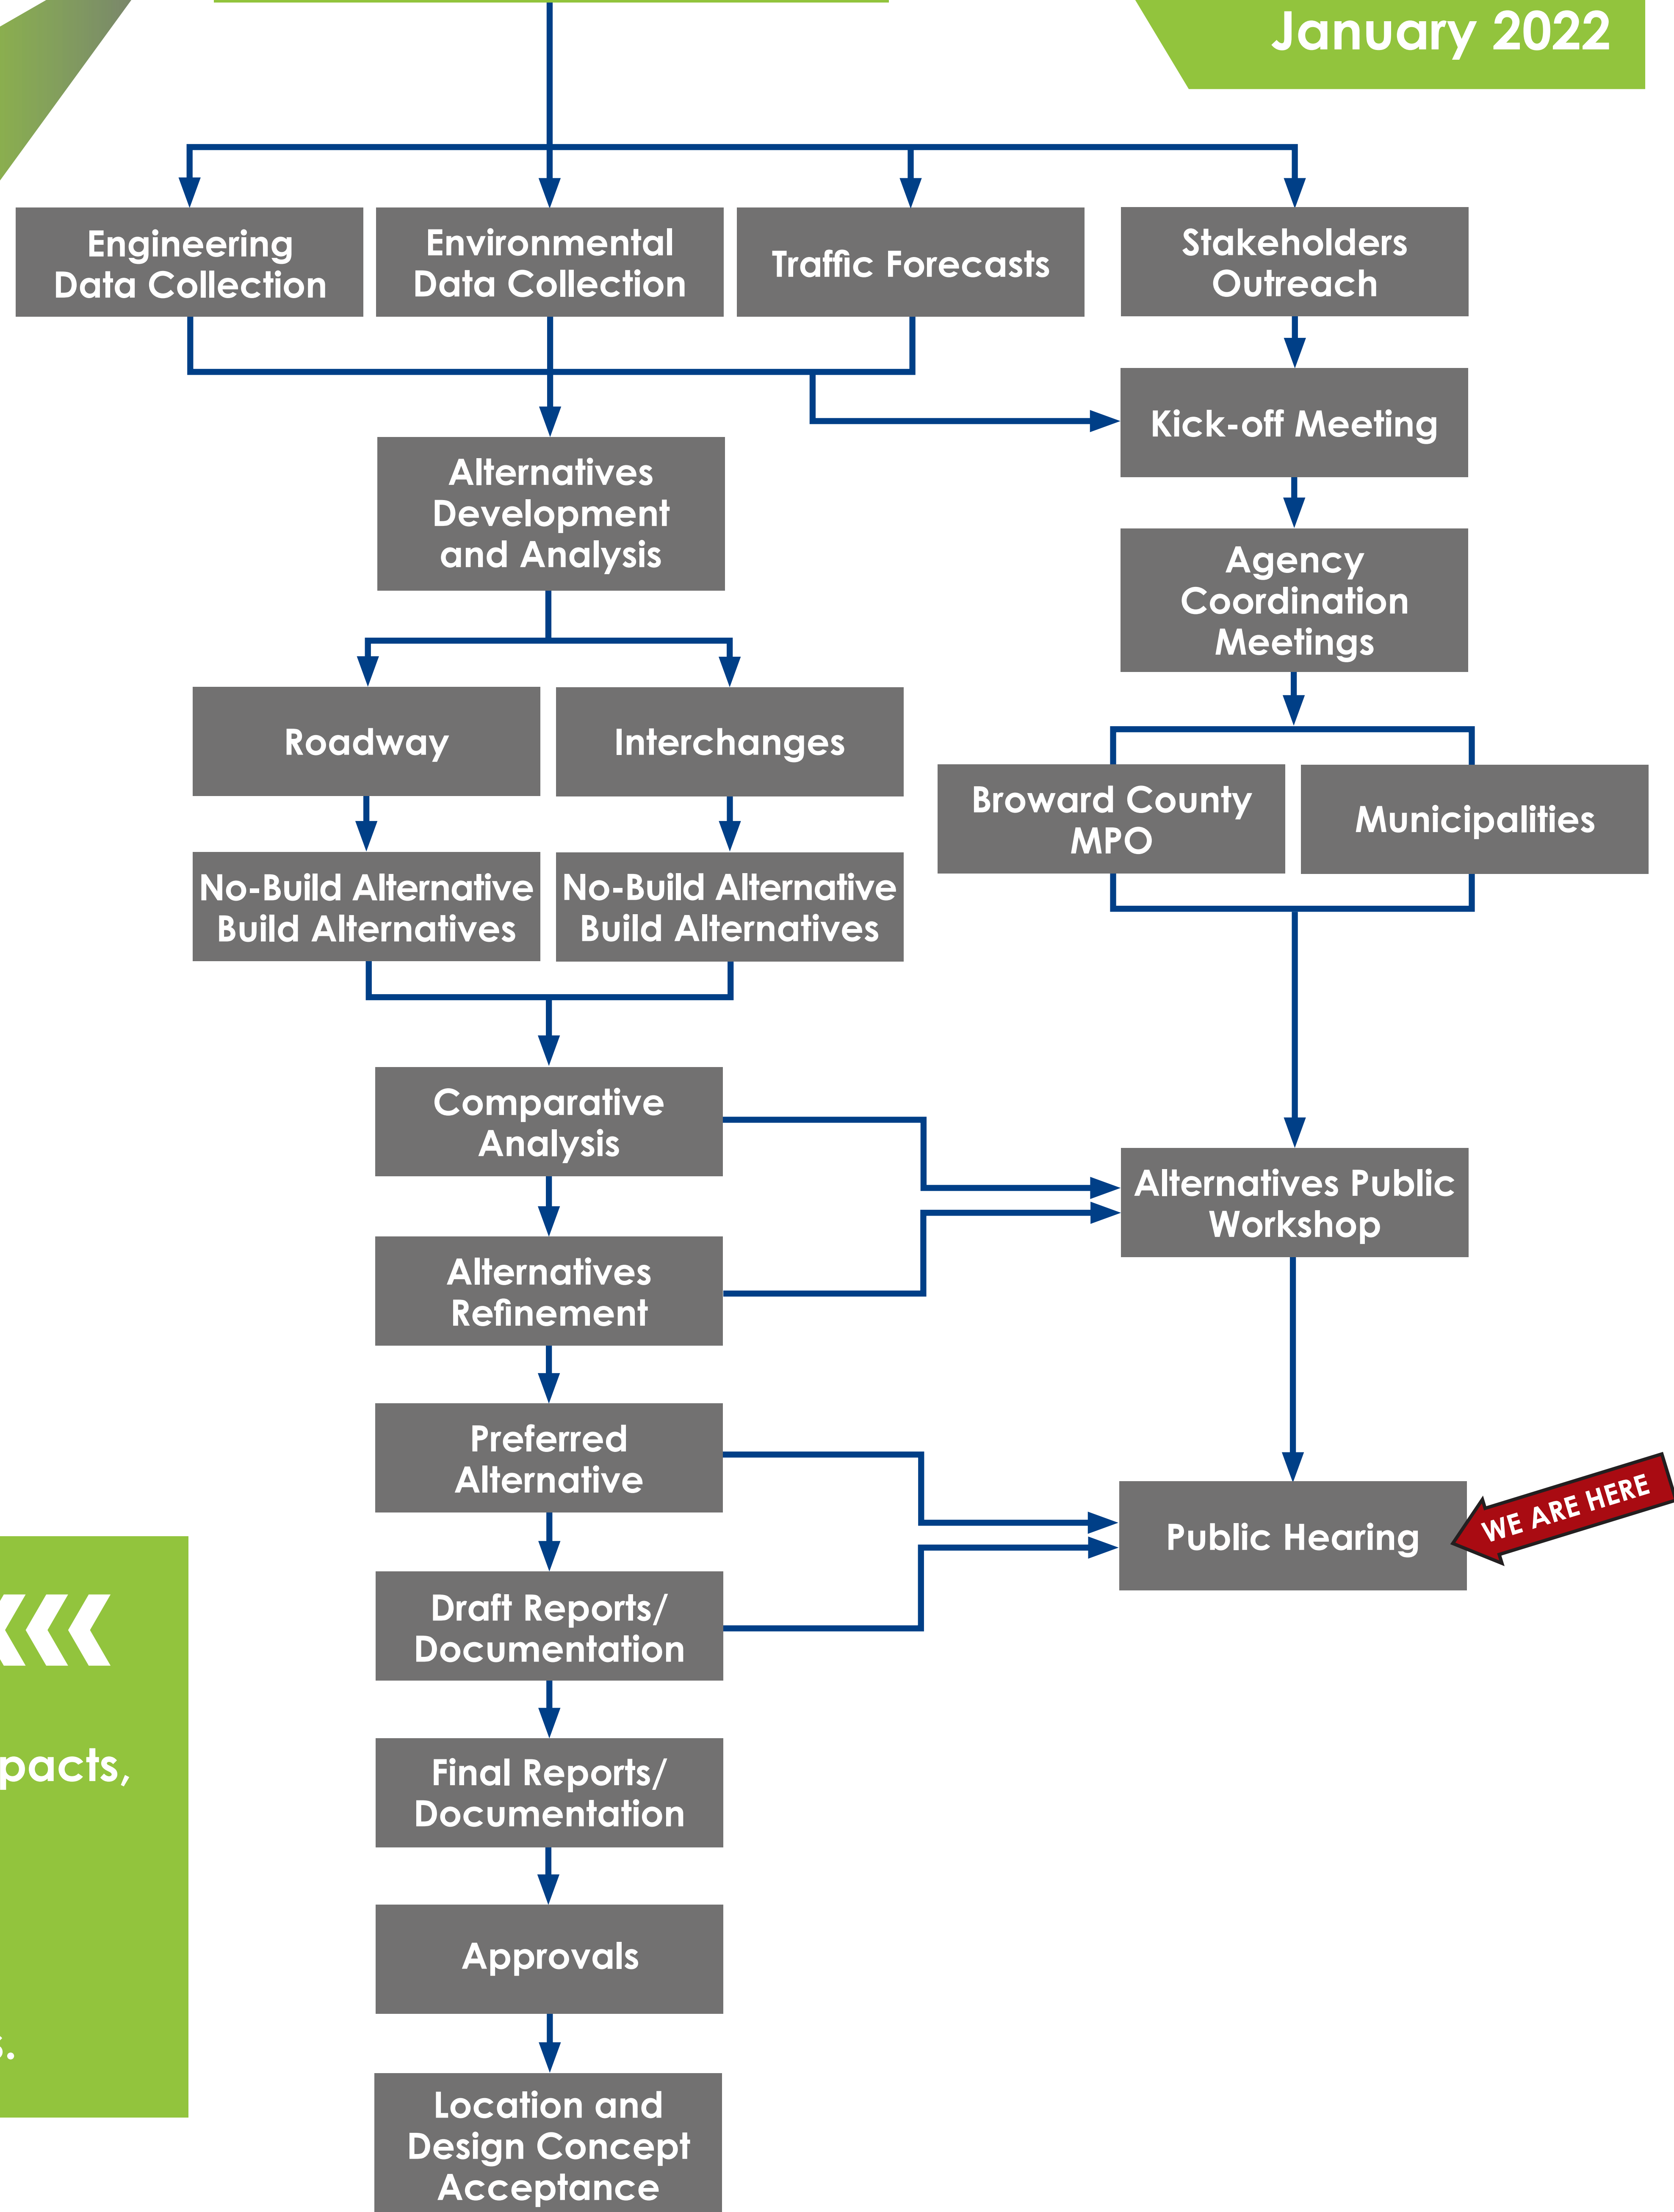 January 2022
Engineering
Data Collection
Environmental
Data Collection
Traffic Forecasts
Stakeholders
Outreach
Kick-off Meeting
Alternatives
Development
and Analysis
Agency
Coordination
Meetings
Roadway
Interchanges
Broward County
MPO
Municipalities
No-Build Alternative
Build Alternatives
No-Build Alternative
Build Alternatives
Comparative
Analysis
Alternatives Public
Workshop
Alternatives
Refinement
Preferred
Alternative
Public Hearing
WE ARE HERE
Draft Reports/
Documentation
pacts,
Final Reports/
Documentation
Approvals
s.
Location and
Design Concept
Acceptance